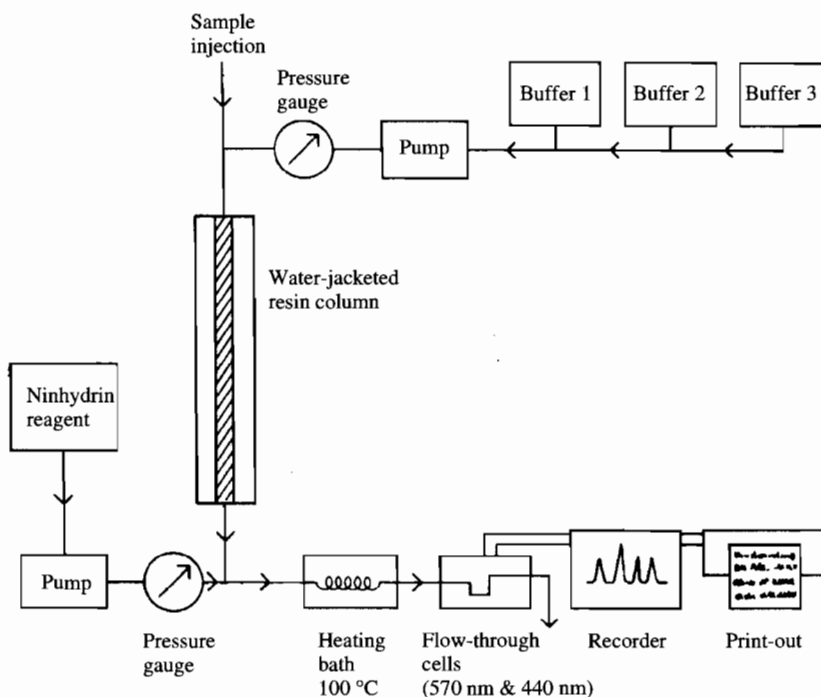 Sample
injection
Pressure
gauge
Buffer 1
Buffer 2
Buffer 3
Pump
Water-jacketed
resin column
Ninhydrin
reagent
Pump
Pressure
gauge
Heating
bath
100 °C
Flow-through
cells
(570 nm & 440 nm)
Recorder
Print-out